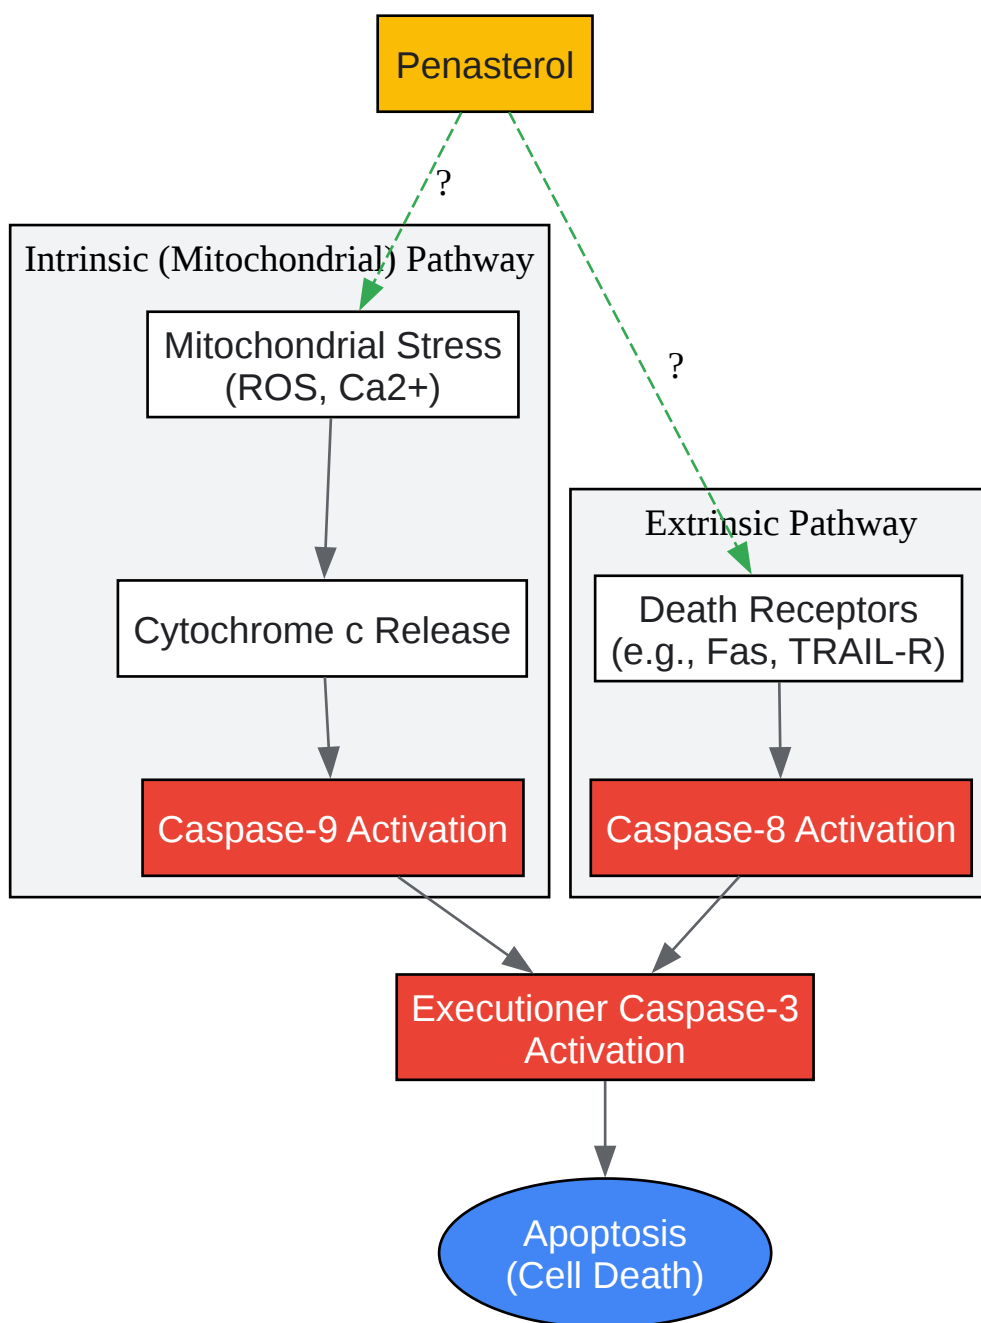 Penasterol
?
Intrinsic (Mitochondrial) Pathway
Mitochondrial Stress
(ROS, Ca2+)
?
Cytochrome c Release
Extrinsic Pathway
Death Receptors
(e.g., Fas, TRAIL-R)
Caspase-9 Activation
Caspase-8 Activation
Executioner Caspase-3
Activation
Apoptosis
(Cell Death)